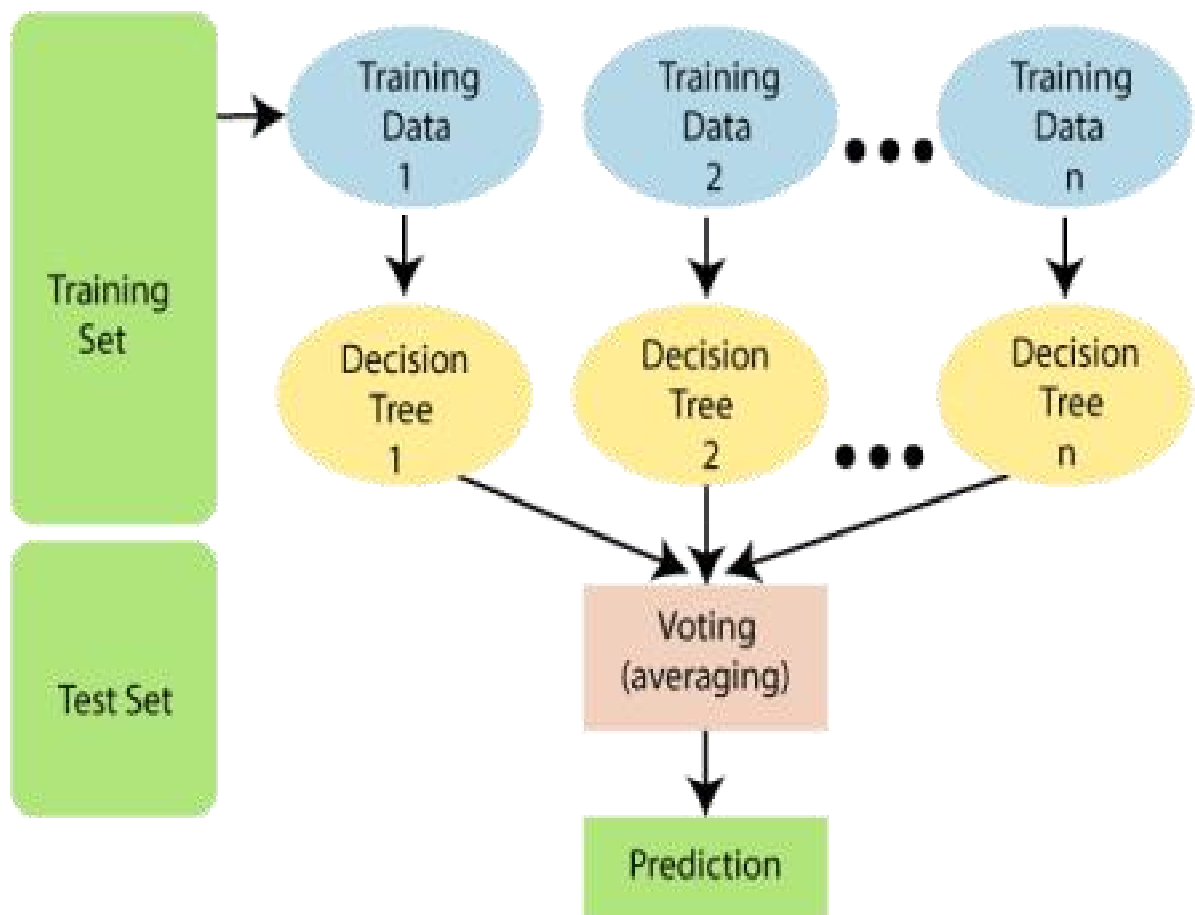 Training
Set
Training
Data
1
Training
Data
2
Training
Data
n
Decision
Tree
1
Decision
Tree
2
Decision
Tree
n
Test Set
Voting
(averaging)
Prediction